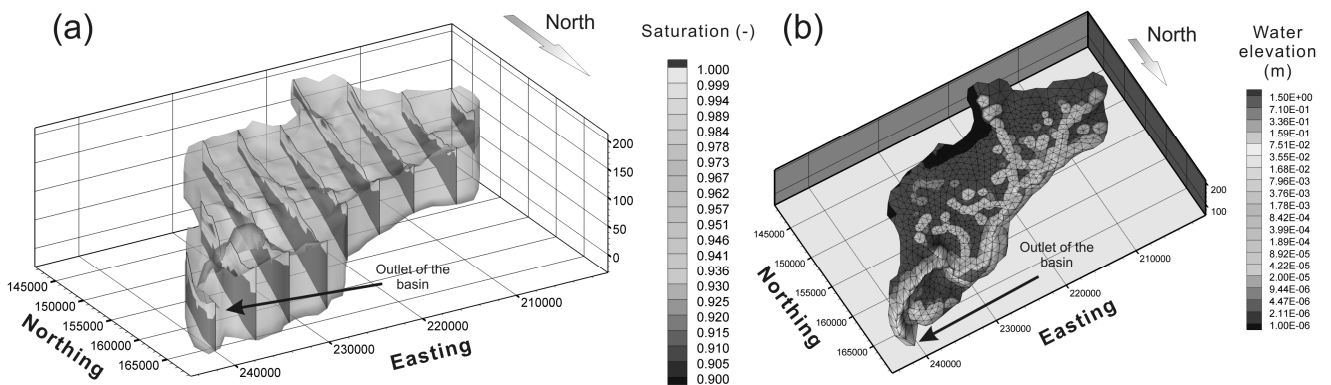 (a)
North
200
150
100
50
0
145000
150000
155000
160000
165000
Northing
240000
230000
220000
210000
Easting
Outlet of the
basin
Saturation (-)
1.000
0.999
0.994
0.989
0.984
0.978
0.973
0.967
0.962
0.957
0.951
0.946
0.941
0.936
0.930
0.925
0.920
0.915
0.910
0.905
0.900
(b)
North
200
100
145000
150000
155000
160000
165000
Northing
240000
230000
220000
210000
Easting
Outlet of the
basin
Water
elevation
(m)
1.50E+00
7.10E-01
3.36E-01
1.59E-01
7.51E-02
3.55E-02
1.68E-02
7.96E-03
3.76E-03
1.78E-03
8.42E-04
3.99E-04
1.89E-04
8.92E-05
4.22E-05
2.00E-05
9.44E-06
4.47E-06
2.11E-06
1.00E-06